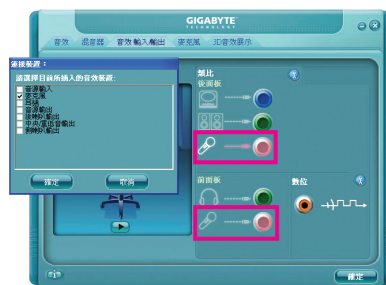 GIGABYTE
TECHNOLOGY
音效 混音器 音效輸入/輸出 麥克風 3D音效展示
連接裝置：
請選擇目前所插入的音效裝置:
音源輸入
麥克風
耳機
音源輸出
後喇叭輸出
中央/重低音輸出
側喇叭輸出
確定 取消
類比
後面板
前面板
數位
確定